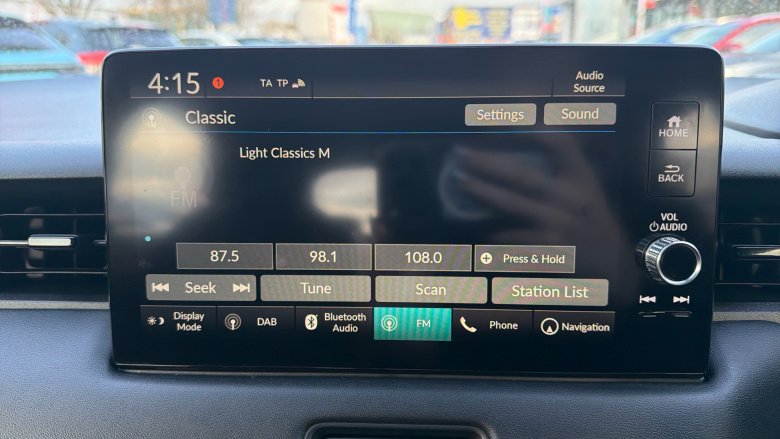 4:15 1 TA TP Audio Source
Classic Settings Sound
Light Classics M
FM
HOME
BACK
VOL
AUDIO
87.5 98.1 108.0 + Press & Hold
Seek Tune Scan Station List
Display Mode DAB Bluetooth Audio FM Phone Navigation